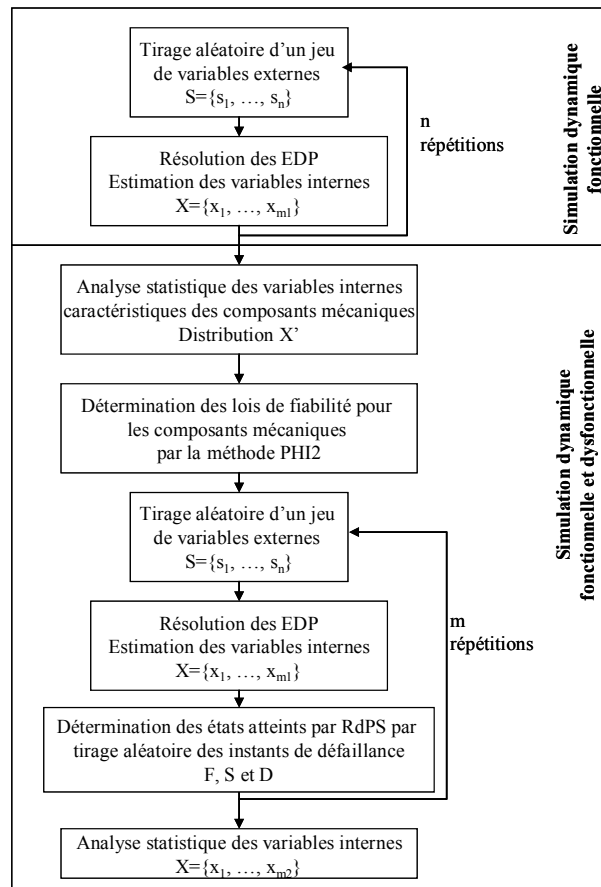 Tirage aléatoire d'un jeu
de variables externes
S={s1, …, sn}
n
répétitions
Résolution des EDP
Estimation des variables internes
X={x1, …, xm1}
Simulation dynamique
fonctionnelle
Analyse statistique des variables internes
caractéristiques des composants mécaniques
Distribution X'
Détermination des lois de fiabilité pour
les composants mécaniques
par la méthode PHI2
Tirage aléatoire d'un jeu
de variables externes
S={s1, …, sn}
m
répétitions
Résolution des EDP
Estimation des variables internes
X={x1, …, xm1}
Détermination des états atteints par RdPS par
tirage aléatoire des instants de défaillance
F, S et D
Analyse statistique des variables internes
X={x1, …, xm2}
Simulation dynamique
fonctionnelle et dysfonctionnelle